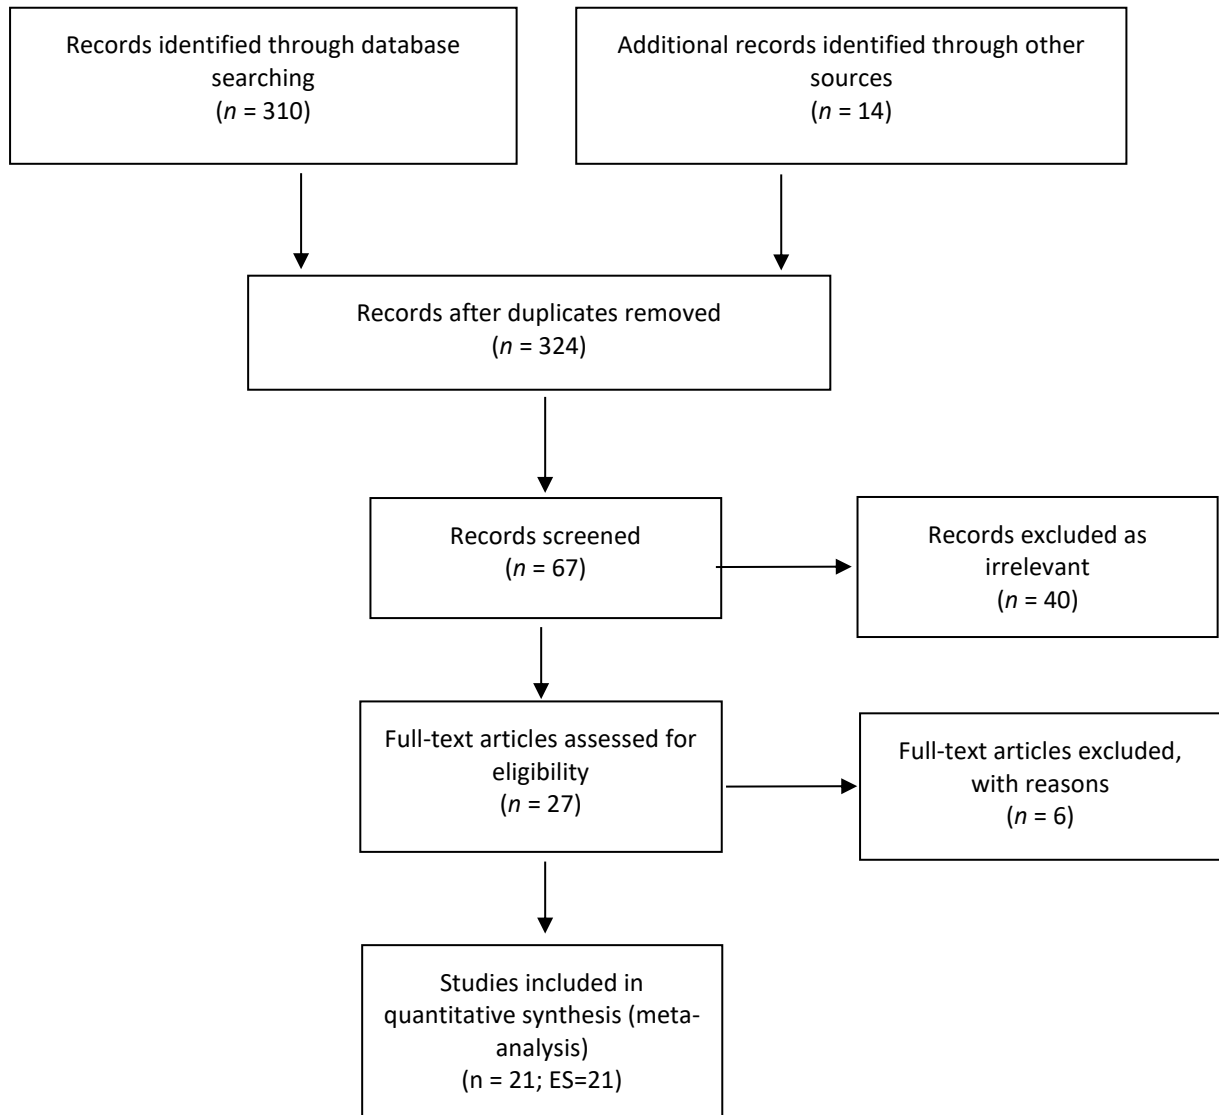 Records identified through database
searching
(n = 310)
Additional records identified through other
sources
(n = 14)
Records after duplicates removed
(n = 324)
Records screened
(n = 67)
Records excluded as
irrelevant
(n = 40)
Full-text articles assessed for
eligibility
(n = 27)
Full-text articles excluded,
with reasons
(n = 6)
Studies included in
quantitative synthesis (meta-
analysis)
(n = 21; ES=21)